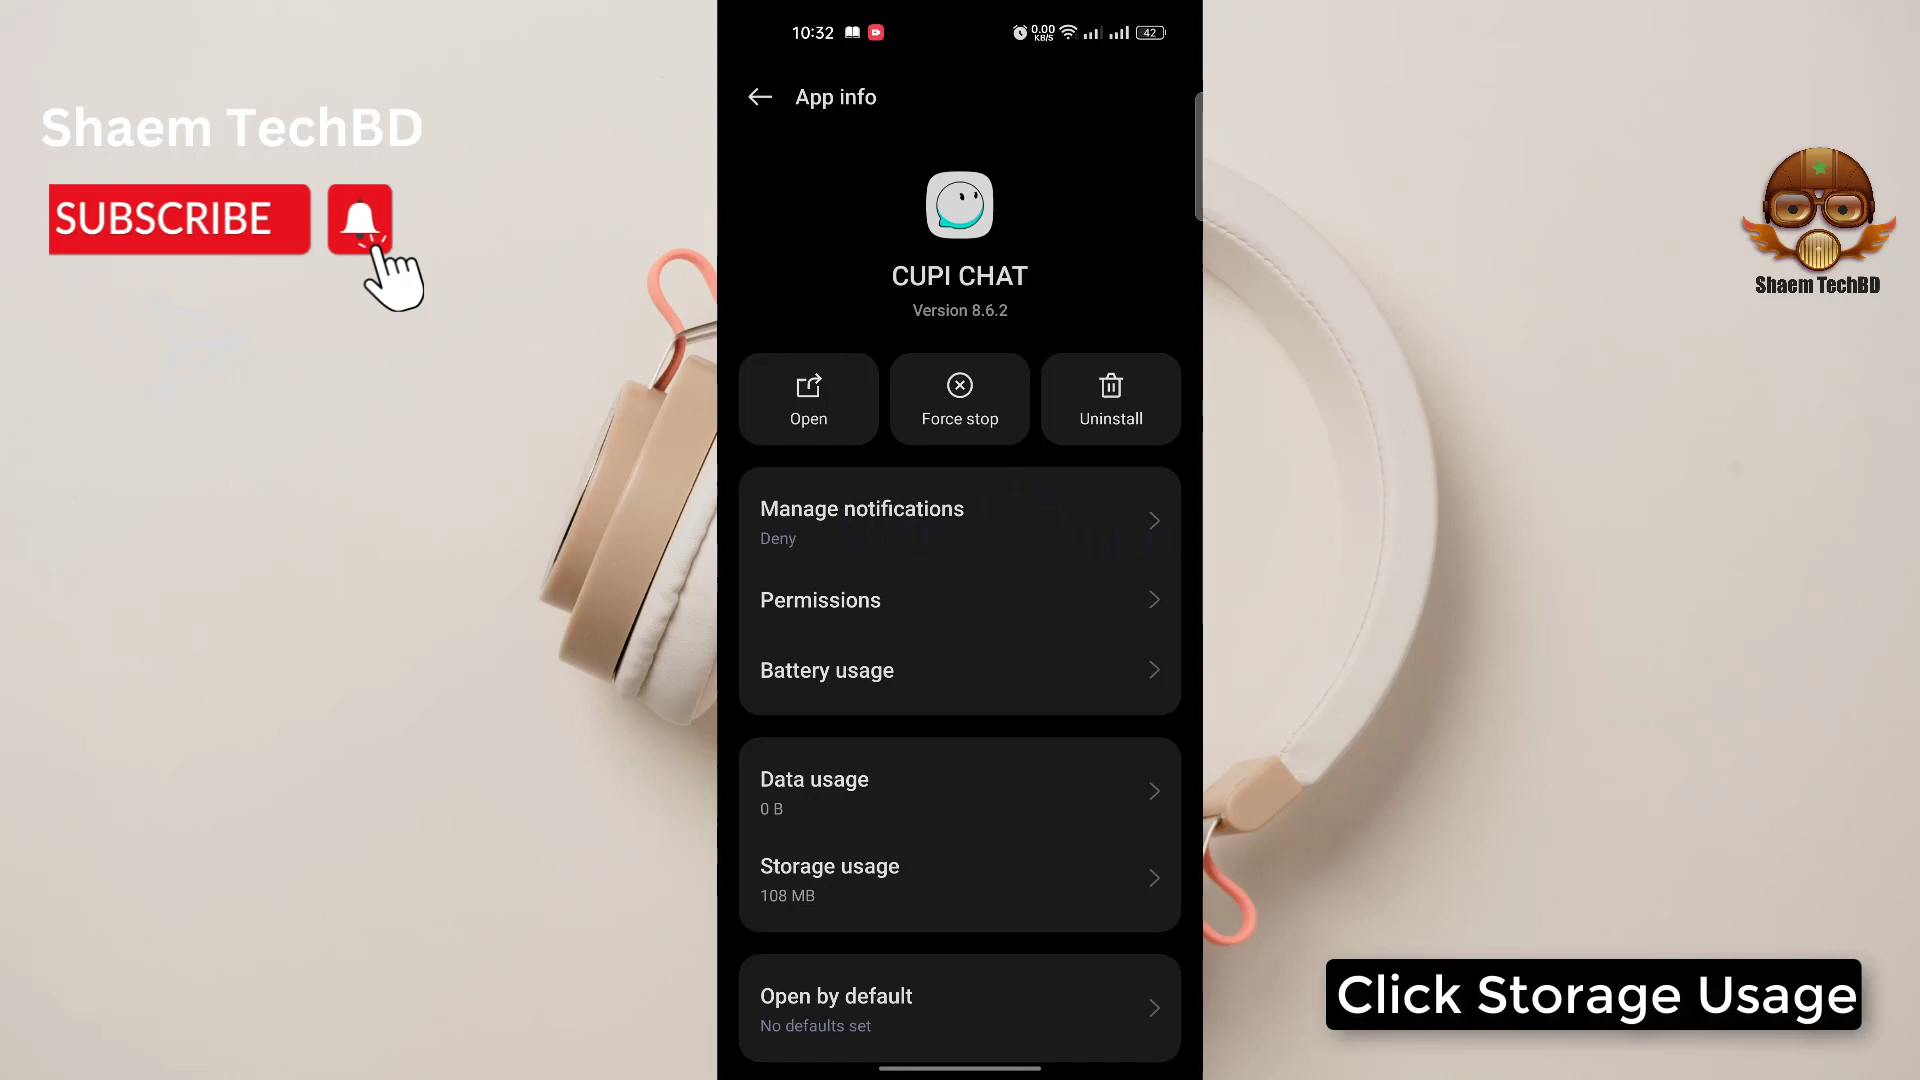 Shaem TechBD
SUBSCRIBE
10:32
0.00
KB/S
42
App info
CUPI CHAT
Version 8.6.2
Open
Force stop
Uninstall
Manage notifications
Deny
Permissions
Battery usage
Data usage
0 B
Storage usage
108 MB
Open by default
No defaults set
Shaem TechBD
Click Storage Usage